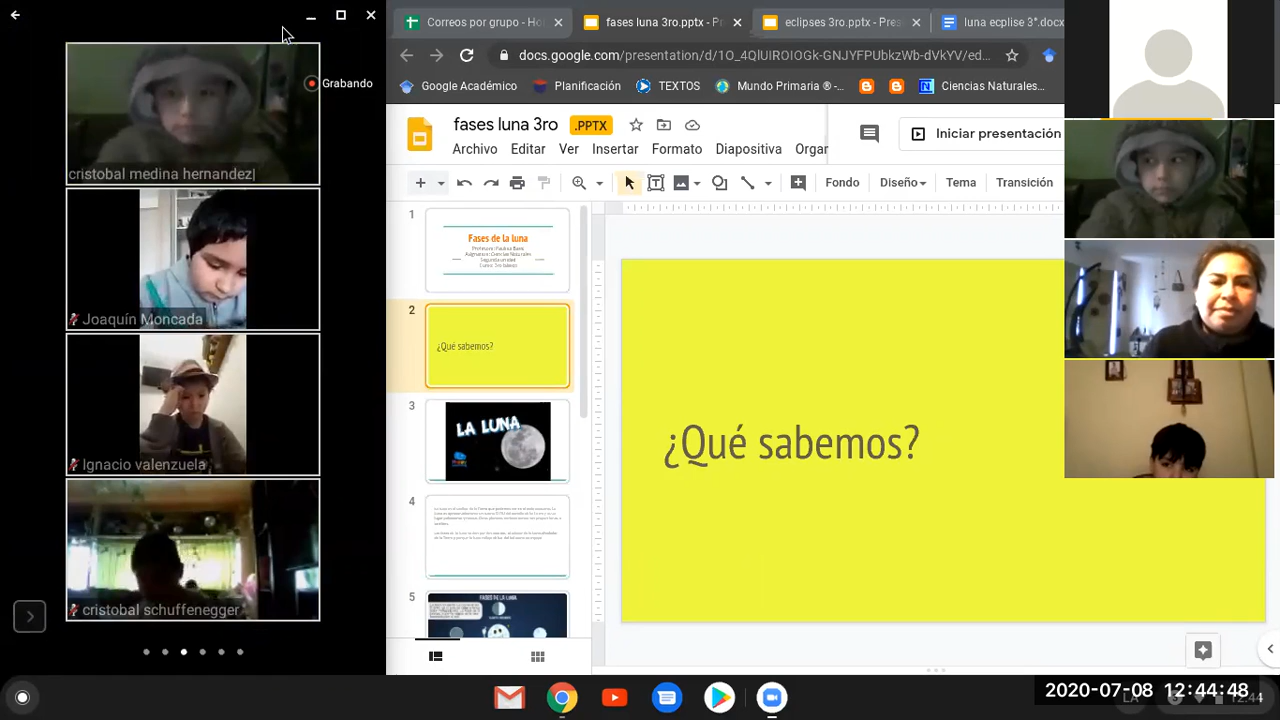 Grabando
cristobal medina hernandez|
Joaquín Moncada
Ignacio valenzuela
cristobal schuffenegger
Correos por grupo - Ho
fases luna 3ro.pptx - Pr
eclipses 3ro.pptx - Pres
luna ecplise 3*.docx
docs.google.com/presentation/d/1O_4QlUIROIOGk-GNJYFPUbkzWb-dVkYV/ed...
Google Académico
Planificación
TEXTOS
Mundo Primaria ® -...
Ciencias Naturales...
fases luna 3ro
.PPTX
Iniciar presentación
Archivo
Editar
Ver
Insertar
Formato
Diapositiva
Orgar
Fondo
Diseño
Tema
Transición
1
Fases de la luna
2
¿Qué sabemos?
3
LA LUNA
4
5
FASES DE LA LUNA
¿Qué sabemos?
2020-07-08 12:44:48